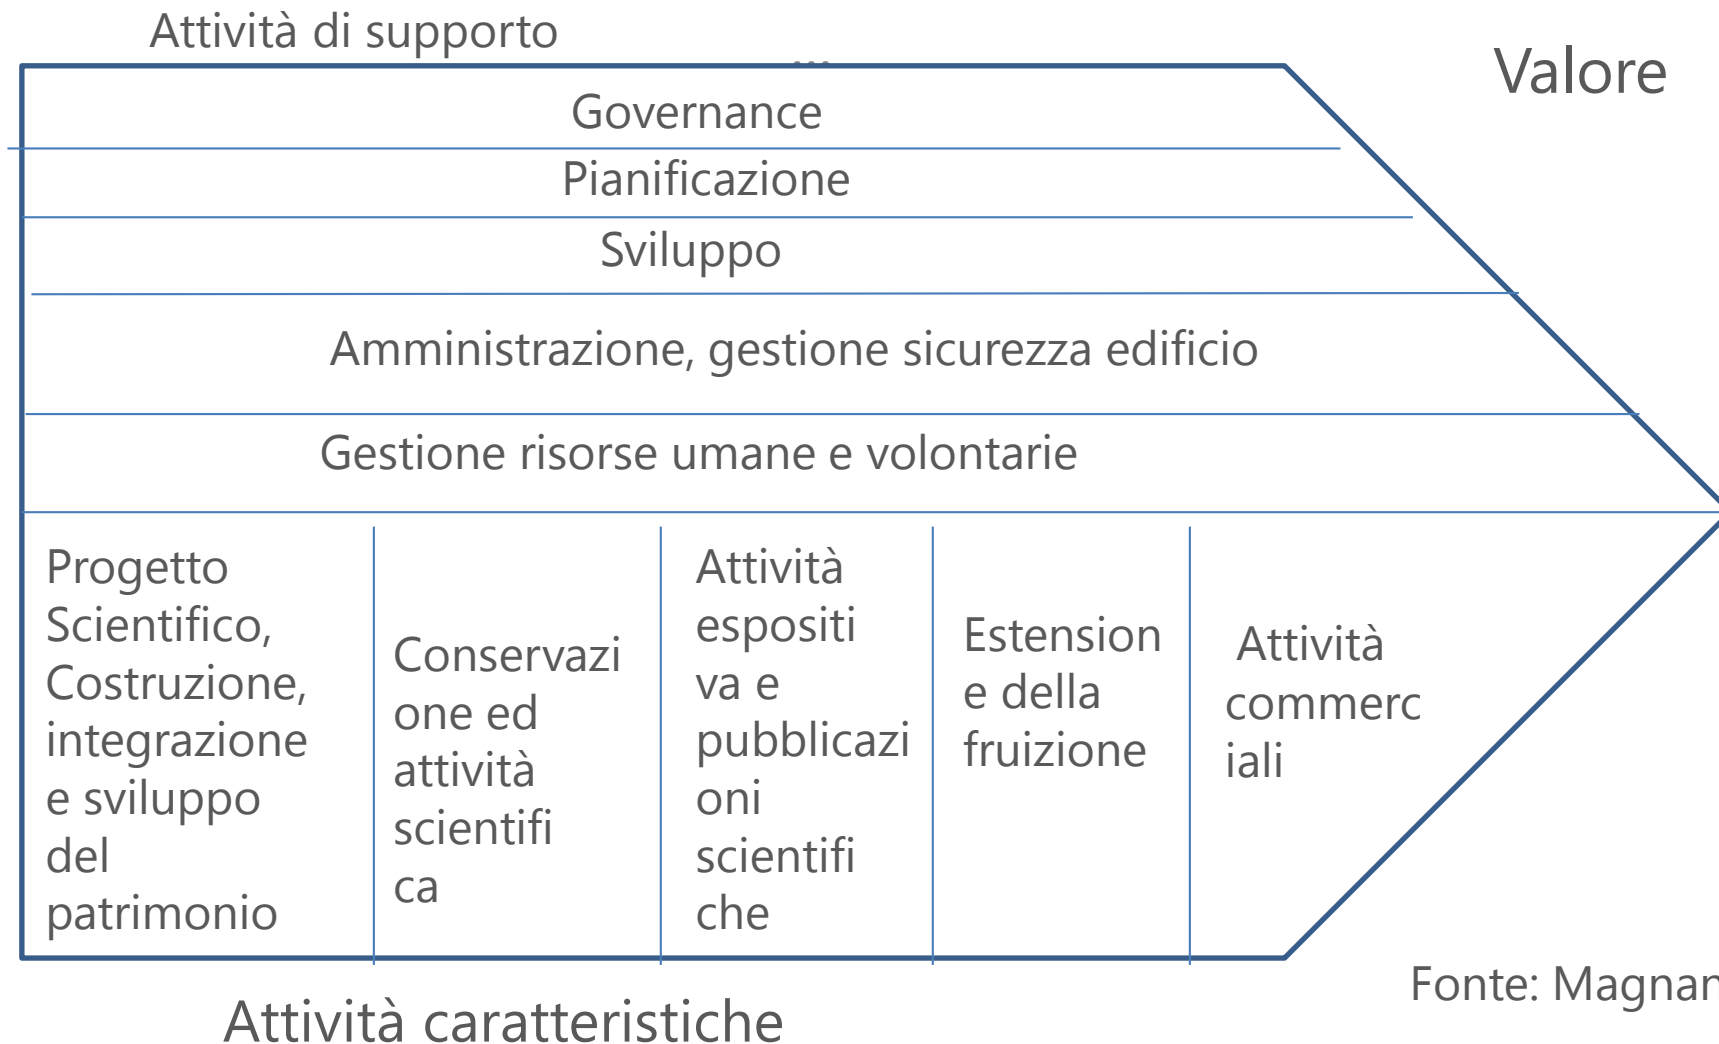 Attività di supporto
...
Valore
Governance
Pianificazione
Sviluppo
Amministrazione, gestione sicurezza edificio
Gestione risorse umane e volontarie
Progetto
Scientifico,
Costruzione,
integrazione
e sviluppo
del
patrimonio
Conservazi
one ed
attività
scientifi
ca
Attività
espositi
va e
pubblicazi
oni
scientifi
che
Estension
e della
fruizione
Attività
commerc
iali
Fonte: Magnan
Attività caratteristiche